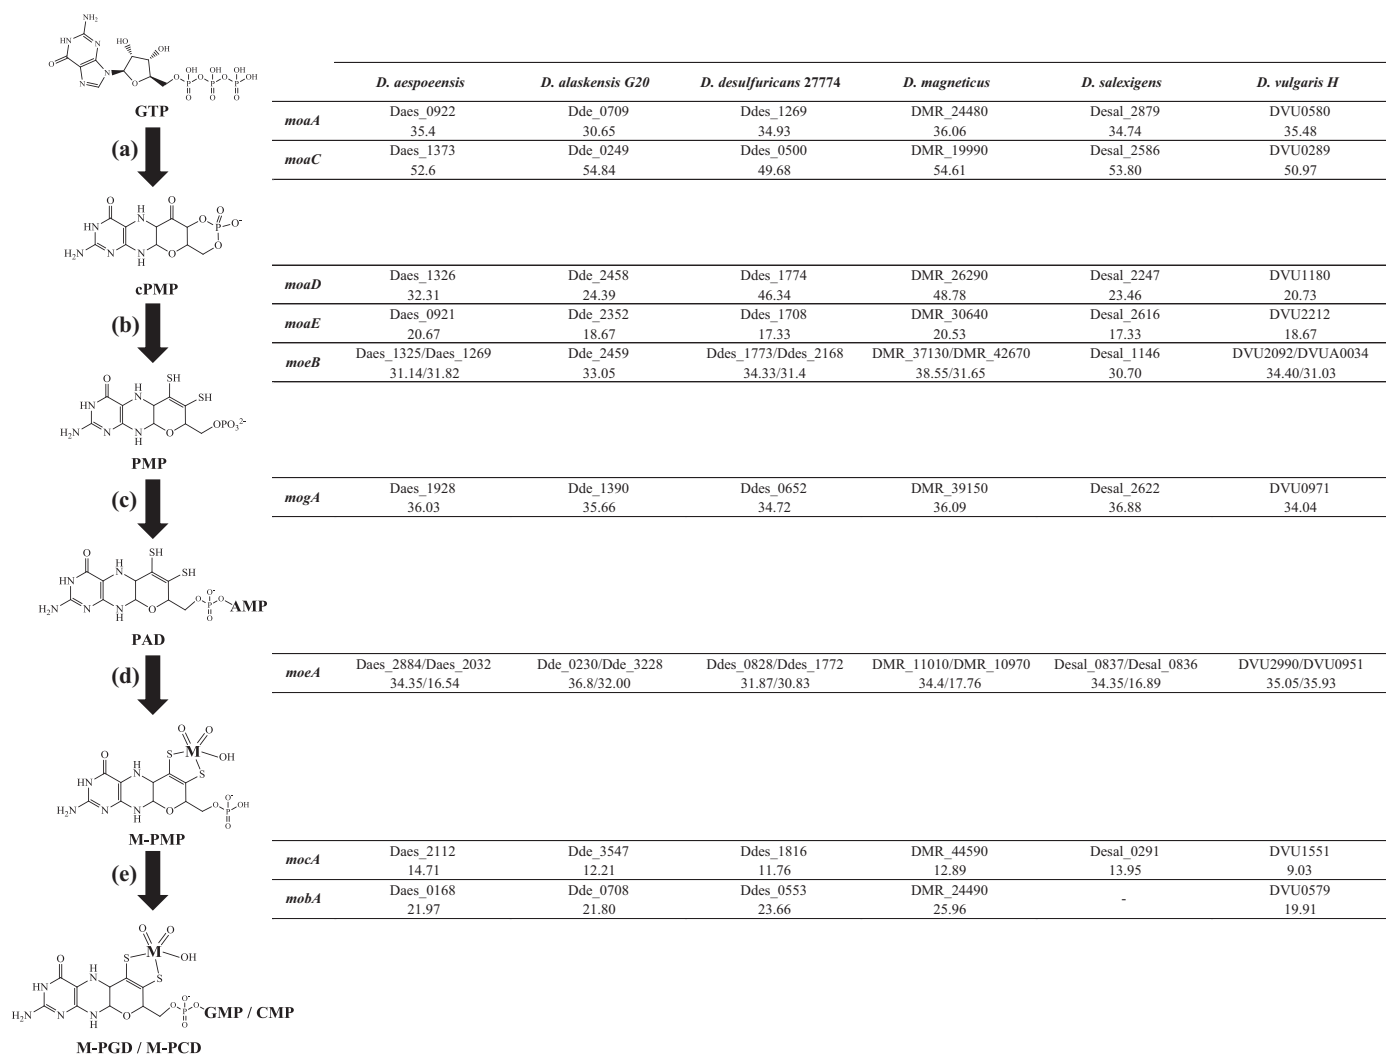 GTP
(a)
cPMP
(b)
PMP
(c)
PAD
(d)
M-PMP
(e)
M-PGD / M-PCD
AMP
GMP / CMP
D. aespoeensis D. alaskensis G20 D. desulfuricans 27774 D. magneticus D. salexigens D. vulgaris H
moaA Daes_0922 Dde_0709 Ddes_1269 DMR_24480 Desal_2879 DVU0580
35.4 30.65 34.93 36.06 34.74 35.48
moaC Daes_1373 Dde_0249 Ddes_0500 DMR_19990 Desal_2586 DVU0289
52.6 54.84 49.68 54.61 53.80 50.97
moaD Daes_1326 Dde_2458 Ddes_1774 DMR_26290 Desal_2247 DVU1180
32.31 24.39 46.34 48.78 23.46 20.73
moaE Daes_0921 Dde_2352 Ddes_1708 DMR_30640 Desal_2616 DVU2212
20.67 18.67 17.33 20.53 17.33 18.67
moeB Daes_1325/Daes_1269 Dde_2459 Ddes_1773/Ddes_2168 DMR_37130/DMR_42670 Desal_1146 DVU2092/DVUA0034
31.14/31.82 33.05 34.33/31.4 38.55/31.65 30.70 34.40/31.03
mogA Daes_1928 Dde_1390 Ddes_0652 DMR_39150 Desal_2622 DVU0971
36.03 35.66 34.72 36.09 36.88 34.04
moeA Daes_2884/Daes_2032 Dde_0230/Dde_3228 Ddes_0828/Ddes_1772 DMR_11010/DMR_10970 Desal_0837/Desal_0836 DVU2990/DVU0951
34.35/16.54 36.8/32.00 31.87/30.83 34.4/17.76 34.35/16.89 35.05/35.93
mocA Daes_2112 Dde_3547 Ddes_1816 DMR_44590 Desal_0291 DVU1551
14.71 12.21 11.76 12.89 13.95 9.03
mobA Daes_0168 Dde_0708 Ddes_0553 DMR_24490 - DVU0579
21.97 21.80 23.66 25.96 19.91